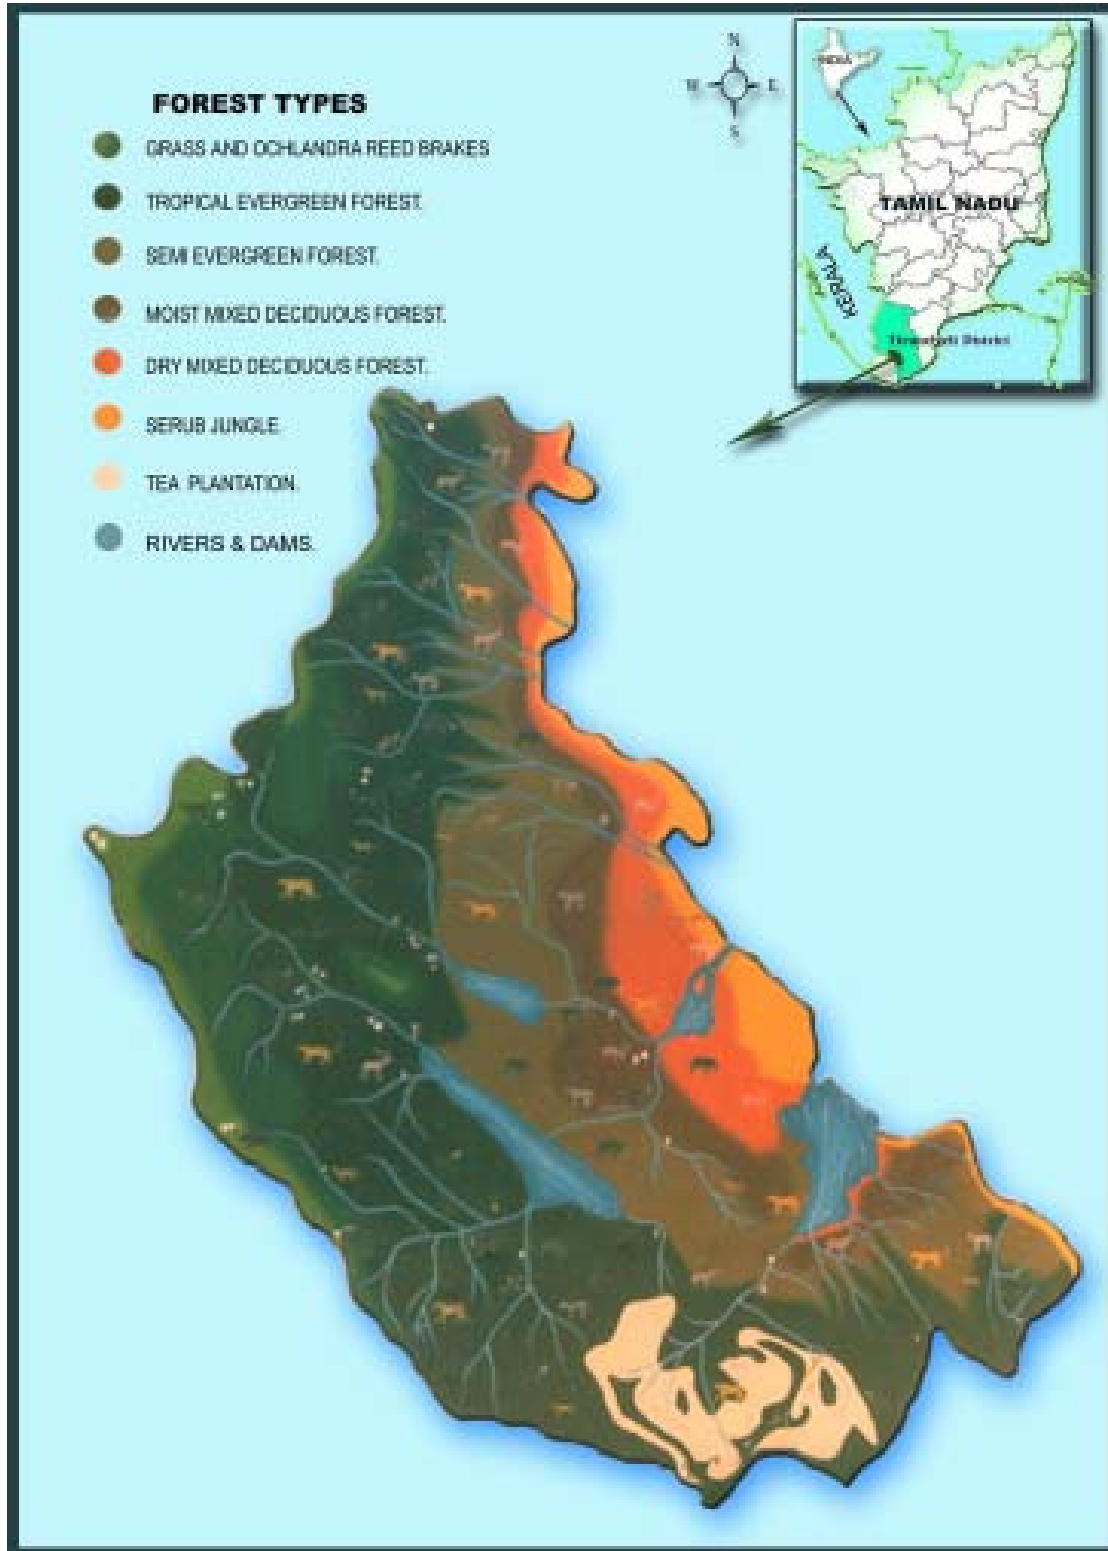 FOREST TYPES
GRASS AND OCHLANDRA REED BRAKES
TROPICAL EVERGREEN FOREST.
SEMI EVERGREEN FOREST.
MOIST MIXED DECIDUOUS FOREST.
DRY MIXED DECIDUOUS FOREST.
SERUB JUNGLE.
TEA PLANTATION.
RIVERS & DAMS.
N
W E
S
INDIA
TAMIL NADU
KERALA
District